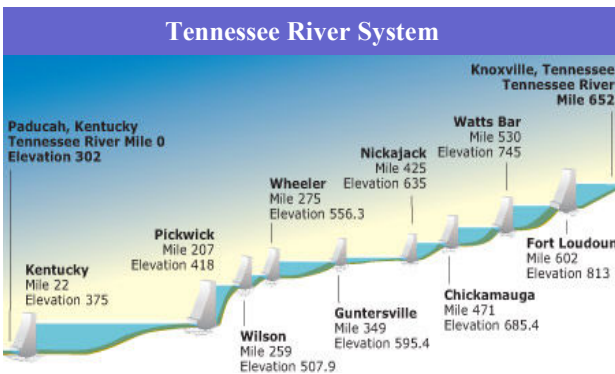 Tennessee River System
Knoxville, Tennessee
Tennessee River
Mile 652
Paducah, Kentucky
Tennessee River Mile 0
Elevation 302
Watts Bar
Mile 530
Elevation 745
Nickajack
Mile 425
Elevation 635
Wheeler
Mile 275
Elevation 556.3
Pickwick
Mile 207
Elevation 418
Kentucky
Mile 22
Elevation 375
Wilson
Mile 259
Elevation 507.9
Guntersville
Mile 349
Elevation 595.4
Chickamauga
Mile 471
Elevation 685.4
Fort Loudoun
Mile 602
Elevation 813